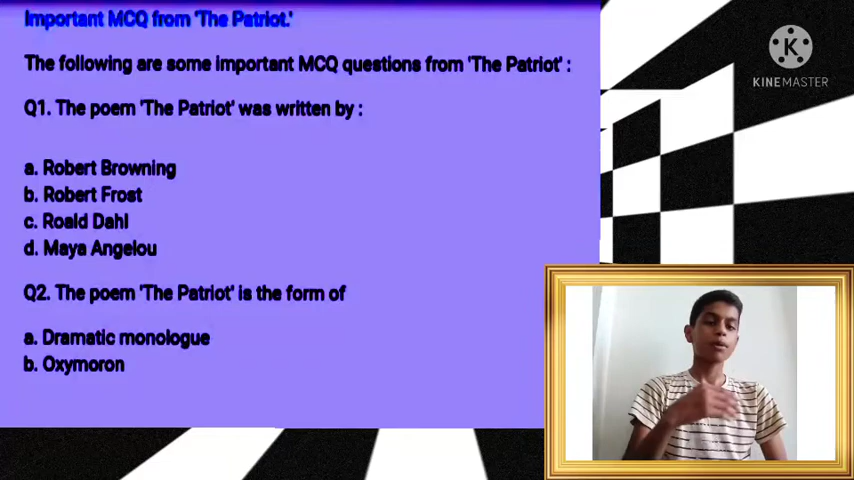 Important MCQ from 'The Patriot.'
The following are some important MCQ questions from 'The Patriot' :
Q1. The poem 'The Patriot' was written by :
a. Robert Browning
b. Robert Frost
c. Roald Dahl
d. Maya Angelou
Q2. The poem 'The Patriot' is the form of
a. Dramatic monologue
b. Oxymoron
K
KINEMASTER